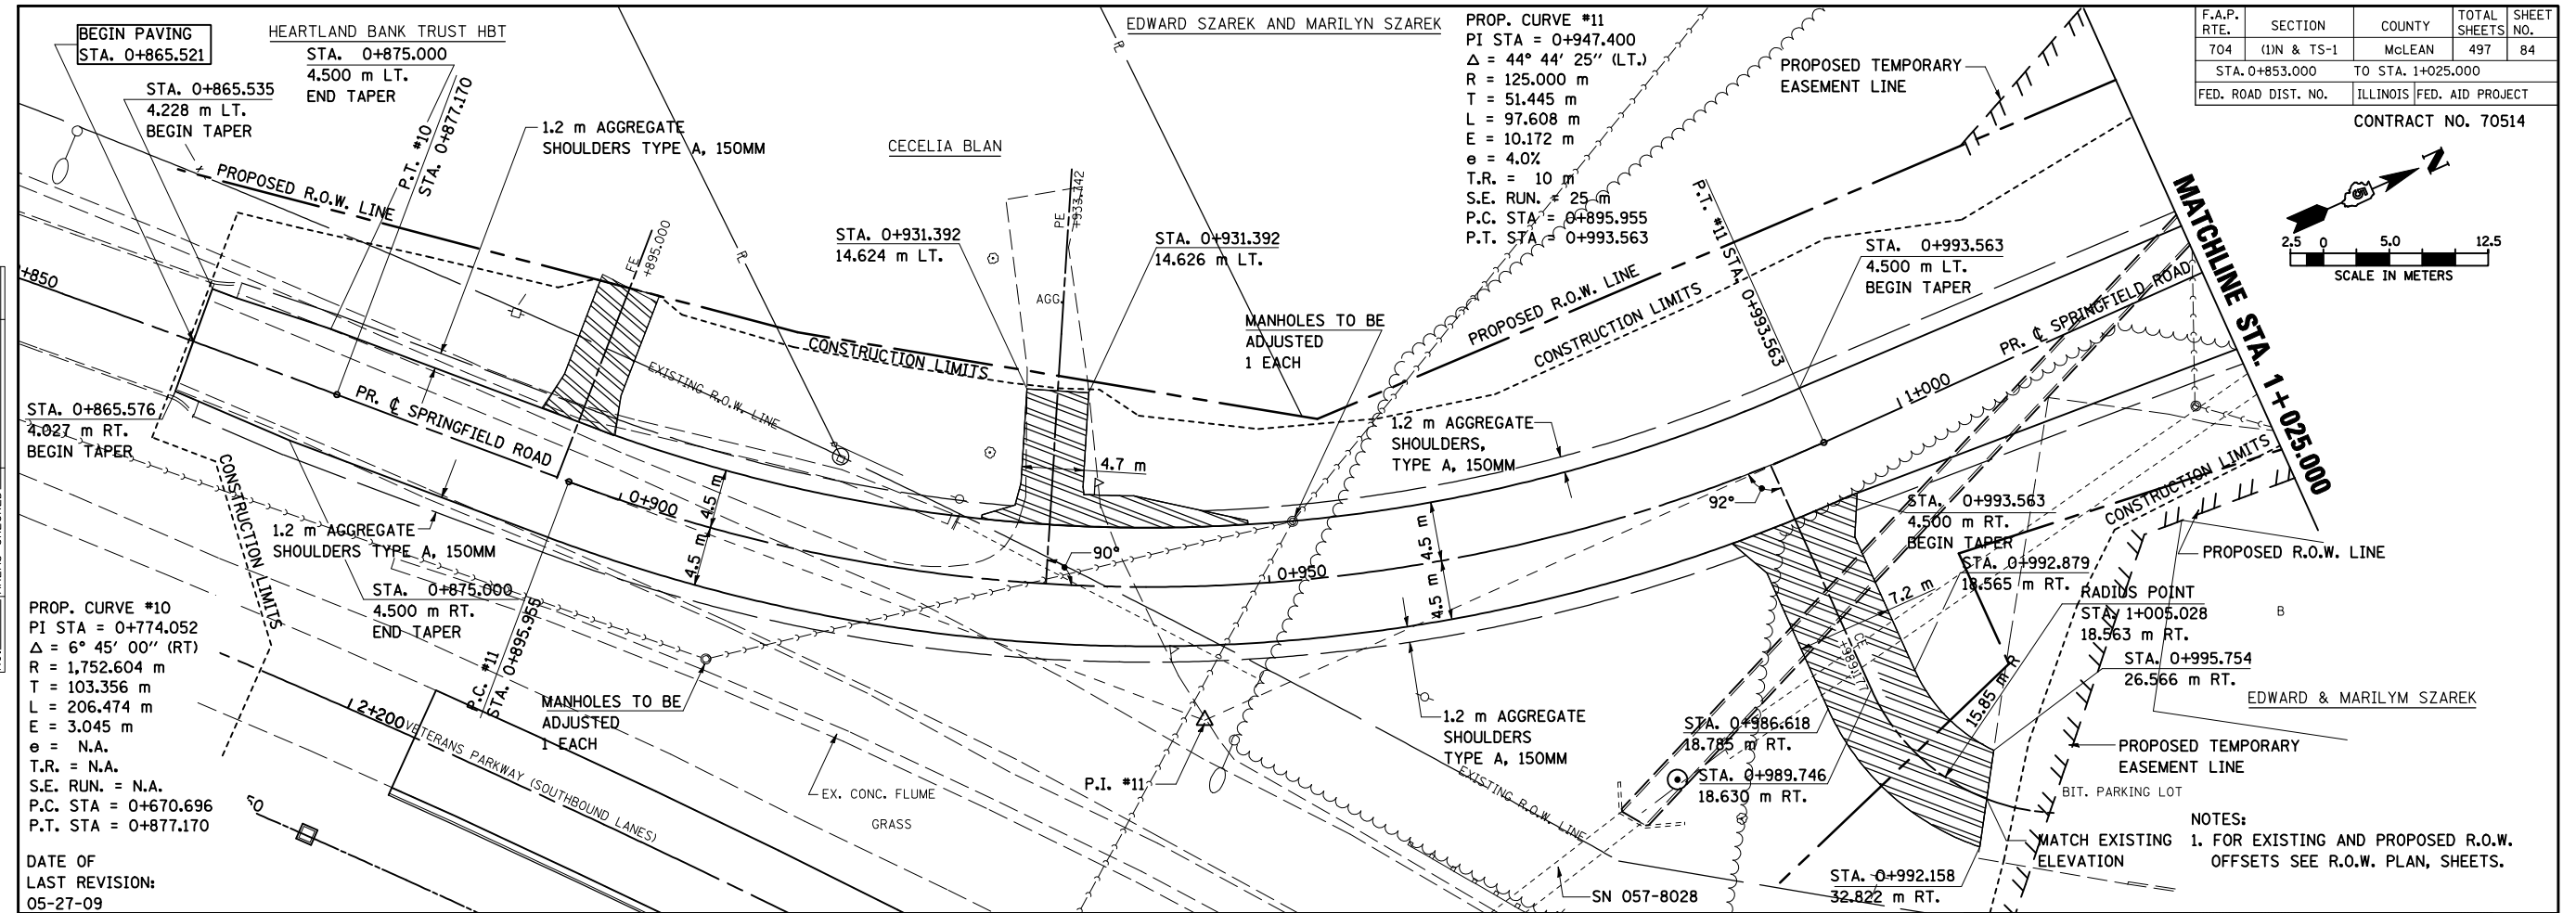 BEGIN PAVING
STA. 0+865.521
HEARTLAND BANK TRUST HBT
STA. 0+875.000
4.500 m LT.
END TAPER
STA. 0+865.535
4.228 m LT.
BEGIN TAPER
P.T. #10
STA. 0+877.170
1.2 m AGGREGATE
SHOULDERS TYPE A, 150MM
PROPOSED R.O.W. LINE
CECELIA BLAN
EDWARD SZAREK AND MARILYN SZAREK
PROP. CURVE #11
PI STA = 0+947.400
Δ = 44° 44' 25" (LT.)
R = 125.000 m
T = 51.445 m
L = 97.608 m
E = 10.172 m
e = 4.0%
T.R. = 10 m
S.E. RUN. = 25 m
P.C. STA = 0+895.955
P.T. STA = 0+993.563
PROPOSED TEMPORARY
EASEMENT LINE
F.A.P. RTE. SECTION COUNTY TOTAL SHEETS SHEET NO.
704 (1)N & TS-1 McLEAN 497 84
STA. 0+853.000 TO STA. 1+025.000
FED. ROAD DIST. NO. ILLINOIS FED. AID PROJECT
CONTRACT NO. 70514
N
2.5 0 5.0 12.5
SCALE IN METERS
MATCHLINE STA. 1+025.000
FE
+895.000
PE
+933.742
AGG.
STA. 0+931.392
14.624 m LT.
STA. 0+931.392
14.626 m LT.
MANHOLES TO BE
ADJUSTED
1 EACH
CONSTRUCTION LIMITS
EXISTING R.O.W. LINE
PROPOSED R.O.W. LINE
CONSTRUCTION LIMITS
P.T. #11 STA. 0+993.563
STA. 0+993.563
4.500 m LT.
BEGIN TAPER
PR. ℄ SPRINGFIELD ROAD
1+000
0+850
STA. 0+865.576
4.027 m RT.
BEGIN TAPER
PR. ℄ SPRINGFIELD ROAD
0+900
4.5 m
4.5 m
4.7 m
90°
0+950
1.2 m AGGREGATE
SHOULDERS,
TYPE A, 150MM
4.5 m
4.5 m
92°
STA. 0+993.563
4.500 m RT.
BEGIN TAPER
STA. 0+992.879
18.565 m RT.
CONSTRUCTION LIMITS
PROPOSED R.O.W. LINE
7.2 m
RADIUS POINT
STA. 1+005.028
18.563 m RT.
B
STA. 0+995.754
26.566 m RT.
EDWARD & MARILYM SZAREK
CONSTRUCTION LIMITS
1.2 m AGGREGATE
SHOULDERS TYPE A, 150MM
STA. 0+875.000
4.500 m RT.
END TAPER
P.C. #11
STA. 0+895.955
PROP. CURVE #10
PI STA = 0+774.052
Δ = 6° 45' 00" (RT)
R = 1,752.604 m
T = 103.356 m
L = 206.474 m
E = 3.045 m
e = N.A.
T.R. = N.A.
S.E. RUN. = N.A.
P.C. STA = 0+670.696
P.T. STA = 0+877.170
2+200
VETERANS PARKWAY (SOUTHBOUND LANES)
50
MANHOLES TO BE
ADJUSTED
1 EACH
EX. CONC. FLUME
GRASS
P.I. #11
1.2 m AGGREGATE
SHOULDERS
TYPE A, 150MM
EXISTING R.O.W. LINE
CE
+989.177
15.85 m R
STA. 0+986.618
18.785 m RT.
STA. 0+989.746
18.630 m RT.
PROPOSED TEMPORARY
EASEMENT LINE
BIT. PARKING LOT
MATCH EXISTING
ELEVATION
STA. 0+992.158
32.822 m RT.
SN 057-8028
NOTES:
1. FOR EXISTING AND PROPOSED R.O.W.
OFFSETS SEE R.O.W. PLAN, SHEETS.
DATE OF
LAST REVISION:
05-27-09